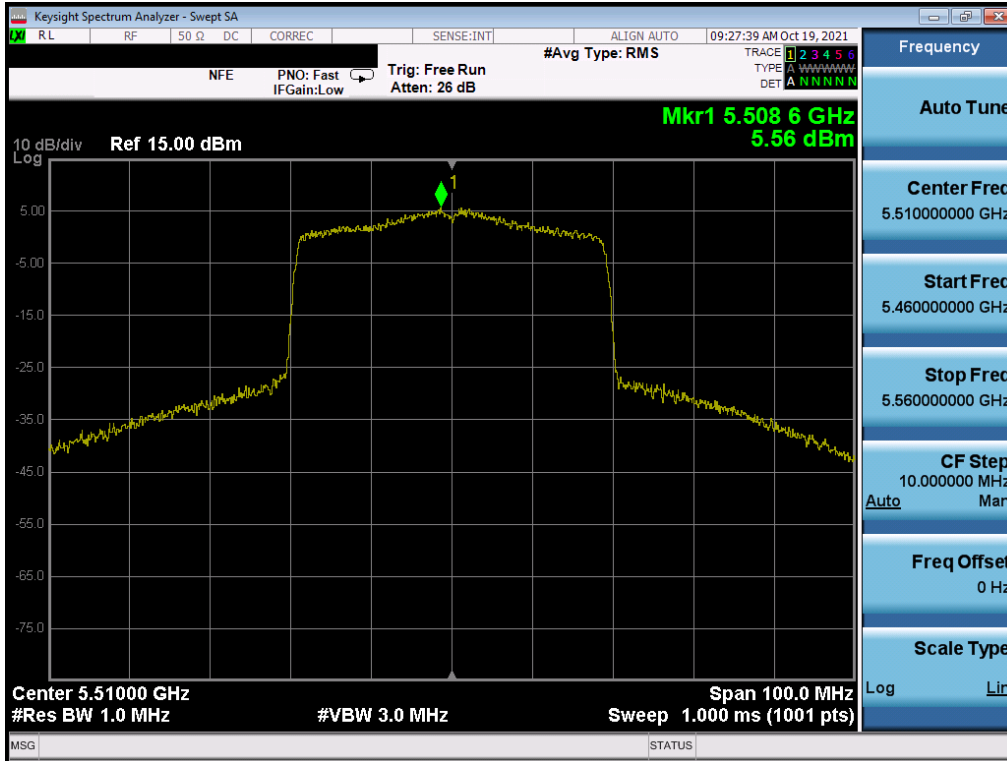 Keysight Spectrum Analyzer - Swept SA
LXI RL RF 50 Ω DC CORREC SENSE:INT ALIGN AUTO 09:27:39 AM Oct 19, 2021
NFE PNO: Fast Trig: Free Run #Avg Type: RMS TRACE 1 2 3 4 5 6
IFGain:Low Atten: 26 dB TYPE A WWWWW
DET A N N N N N
Mkr1 5.508 6 GHz
5.56 dBm
10 dB/div Ref 15.00 dBm
Log
1
5.00
-5.00
-15.0
-25.0
-35.0
-45.0
-55.0
-65.0
-75.0
Center 5.51000 GHz Span 100.0 MHz
#Res BW 1.0 MHz #VBW 3.0 MHz Sweep 1.000 ms (1001 pts)
MSG STATUS
Frequency
Auto Tune
Center Freq
5.510000000 GHz
Start Freq
5.460000000 GHz
Stop Freq
5.560000000 GHz
CF Step
10.000000 MHz
Auto Man
Freq Offset
0 Hz
Scale Type
Log Lin